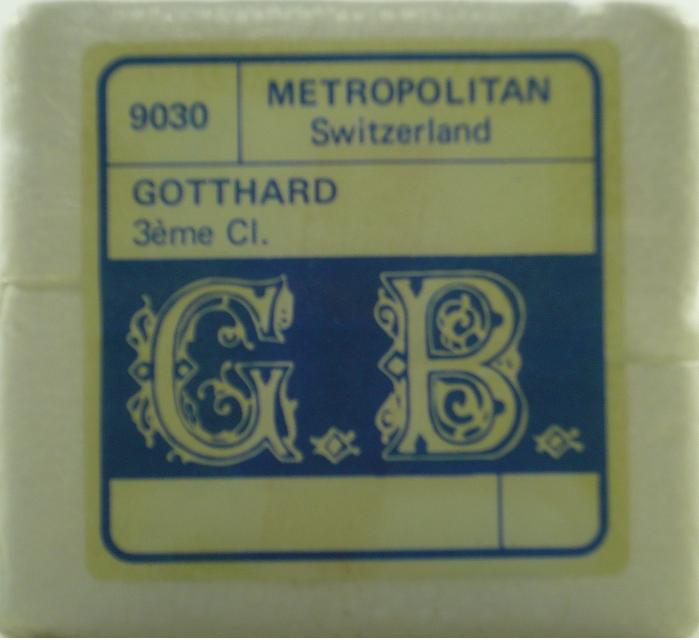 9030
METROPOLITAN
Switzerland
GOTTHARD
3ème Cl.
G.B.